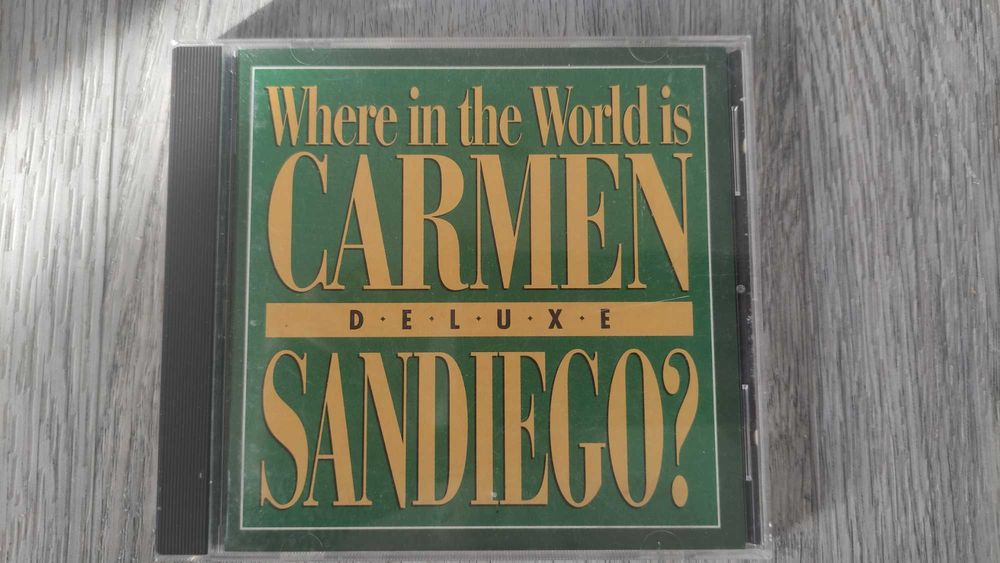 Where in the World is
CARMEN
D·E·L·U·X·E
SANDIEGO?